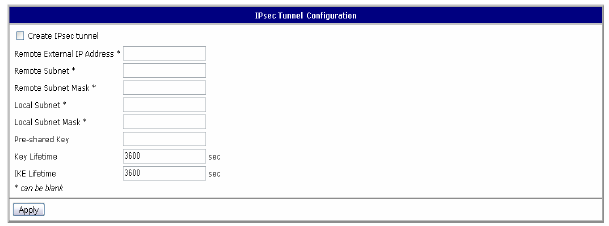 IPsec Tunnel Configuration
Create IPsec tunnel
Remote External IP Address *
Remote Subnet *
Remote Subnet Mask *
Local Subnet *
Local Subnet Mask *
Pre-shared Key
Key Lifetime 3600 sec
IKE Lifetime 3600 sec
* can be blank
Apply